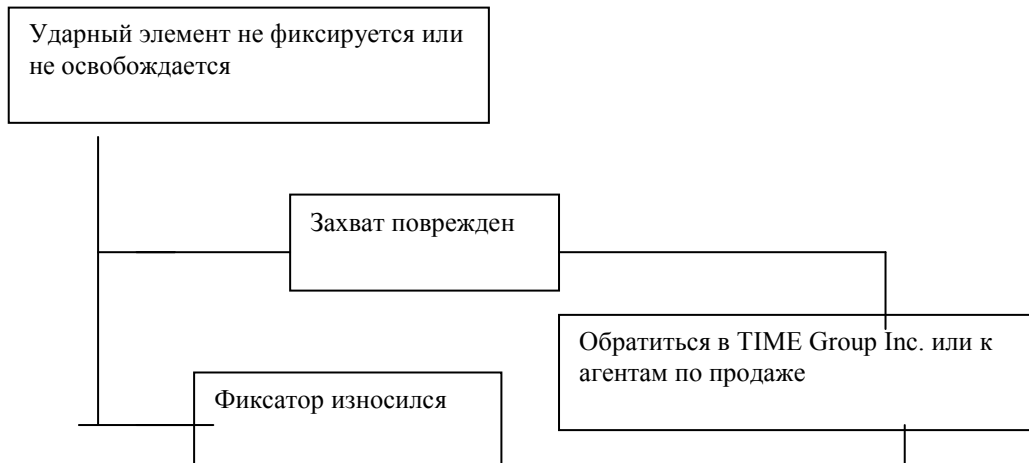 Ударный элемент не фиксируется или
не освобождается
Захват поврежден
Обратиться в TIME Group Inc. или к
агентам по продаже
Фиксатор износился